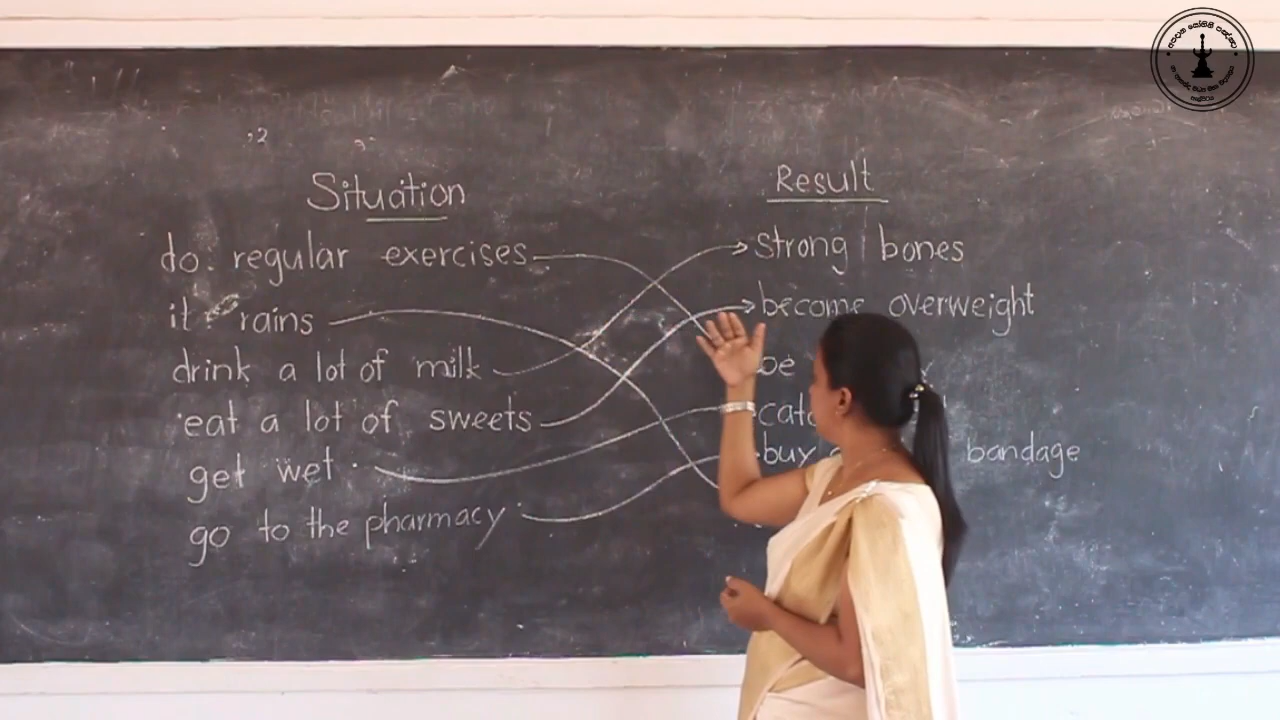 Situation
Result
do regular exercises
strong bones
it rains
become overweight
drink a lot of milk
be
eat a lot of sweets
get wet
buy bandage
go to the pharmacy